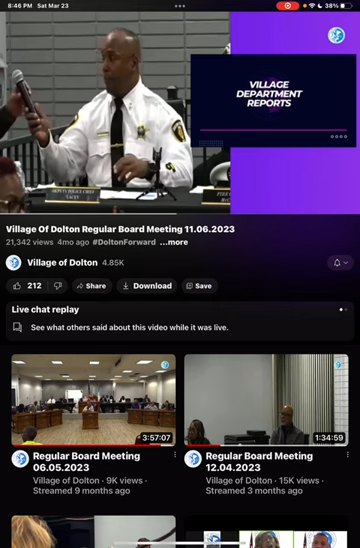 8:46 PM Sat Mar 23
38%
VILLAGE
DEPARTMENT
REPORTS
DEPUTY POLICE CHIEF
LACEY
Village Of Dolton Regular Board Meeting 11.06.2023
21,342 views 4mo ago #DoltonForward ...more
Village of Dolton 4.85K
212 Share Download Save
Live chat replay
See what others said about this video while it was live.
3:57:07
1:34:59
Regular Board Meeting
06.05.2023
Village of Dolton · 9K views ·
Streamed 9 months ago
Regular Board Meeting
12.04.2023
Village of Dolton · 15K views ·
Streamed 3 months ago